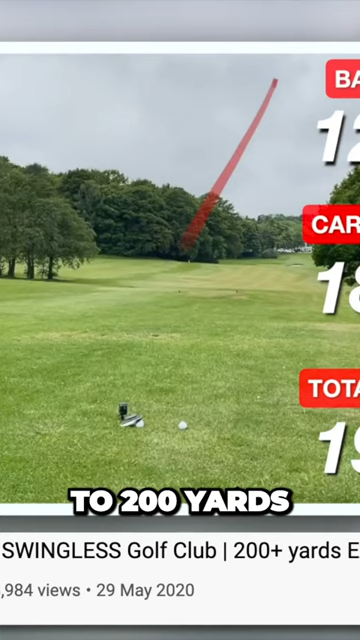 BA
12
CAR
18
TOTA
19
TO 200 YARDS
SWINGLESS Golf Club | 200+ yards E
,984 views • 29 May 2020